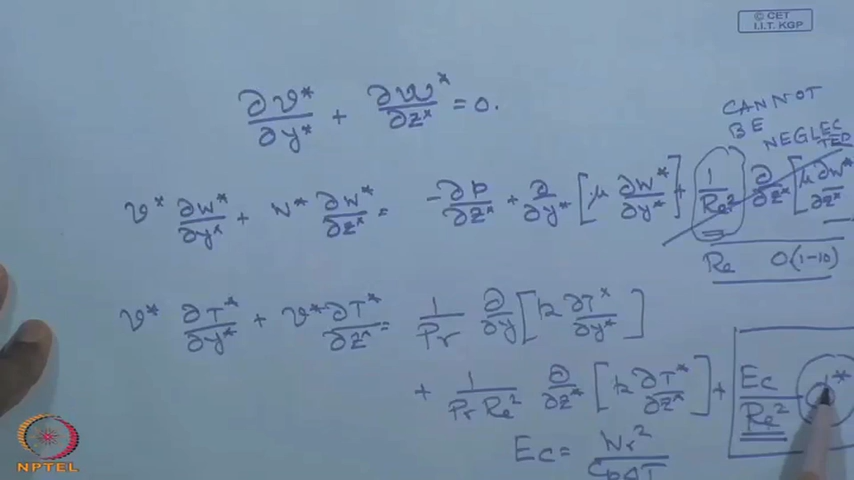 © CET
I.I.T. KGP
∂v*/∂y* + ∂w*/∂z* = 0.
CANNOT
BE
NEGLECTED
v* ∂w*/∂y* + w* ∂w*/∂z* = -∂p/∂z* + ∂/∂y* [μ ∂w*/∂y*] + 1/Re² ∂/∂z* [μ ∂w*/∂z*
Re O(1-10)
v* ∂T*/∂y* + v* ∂T*/∂z* = 1/Pr ∂/∂y [k ∂T*/∂y*]
+ 1/(Pr Re²) ∂/∂z* [k ∂T*/∂z*] + Ec/Re²
Ec = Wr²/(Cp ΔT)
NPTEL